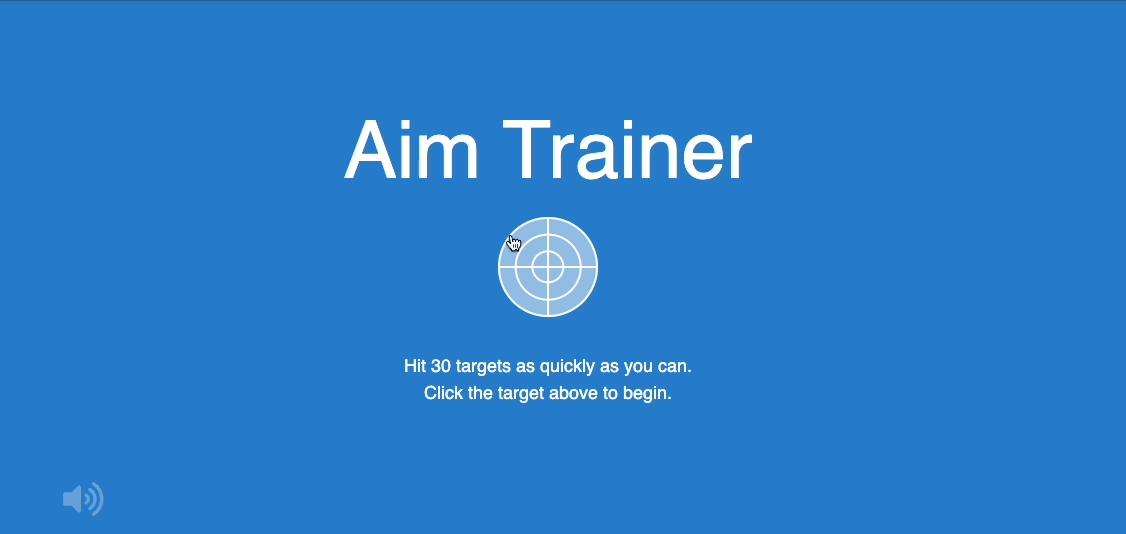 Aim Trainer
Hit 30 targets as quickly as you can.
Click the target above to begin.